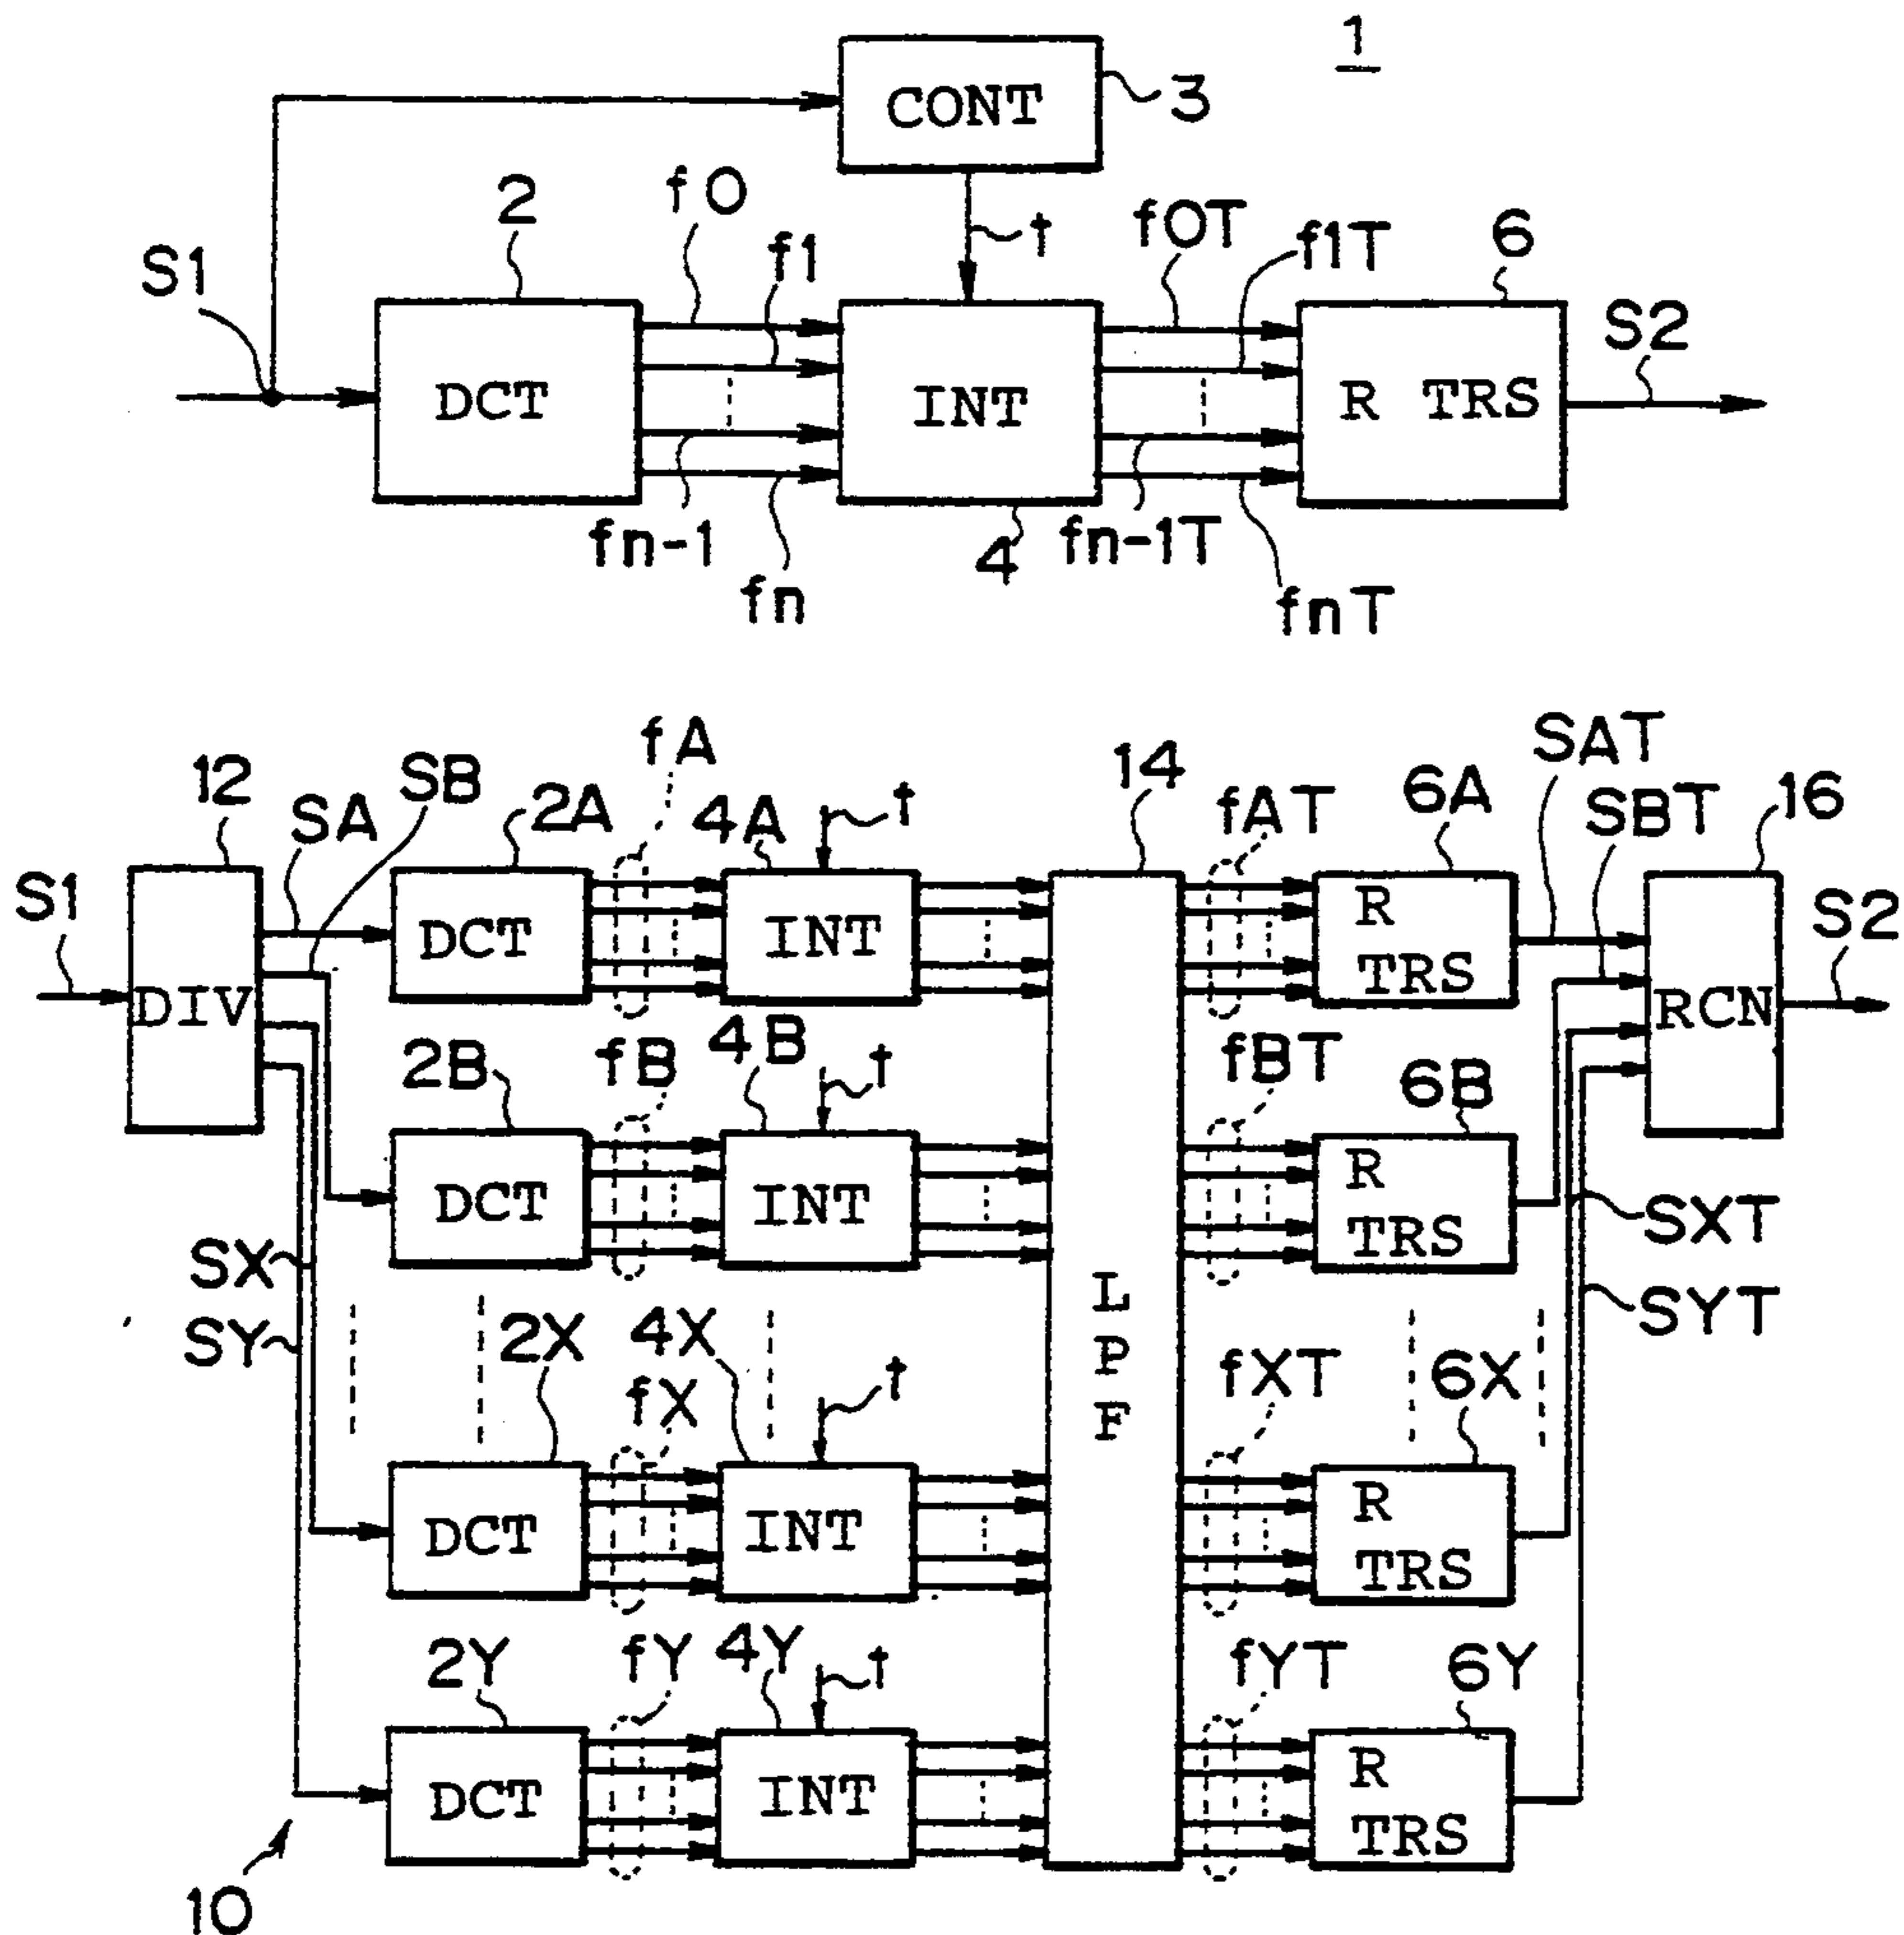 1
CONT
3
2
f0
t
f0T
f1T
6
S1
f1
S2
DCT
INT
R TRS
fn-1
fn
4
fn-1T
fnT
12
SA
SB
fA
2A
4A
t
14
fAT
6A
SAT
SBT
16
S1
DIV
DCT
INT
R
TRS
RCN
S2
2B
fB
4B
t
fBT
6B
DCT
INT
R
TRS
SX
SY
SXT
SYT
L
P
F
2X
fX
4X
t
fXT
6X
DCT
INT
R
TRS
2Y
fY
4Y
t
fYT
6Y
DCT
INT
R
TRS
10